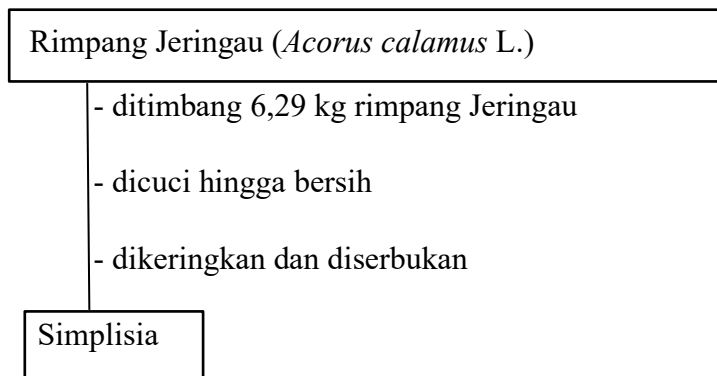 Rimpang Jeringau (Acorus calamus L.)
- ditimbang 6,29 kg rimpang Jeringau
- dicuci hingga bersih
- dikeringkan dan diserbukan
Simplisia